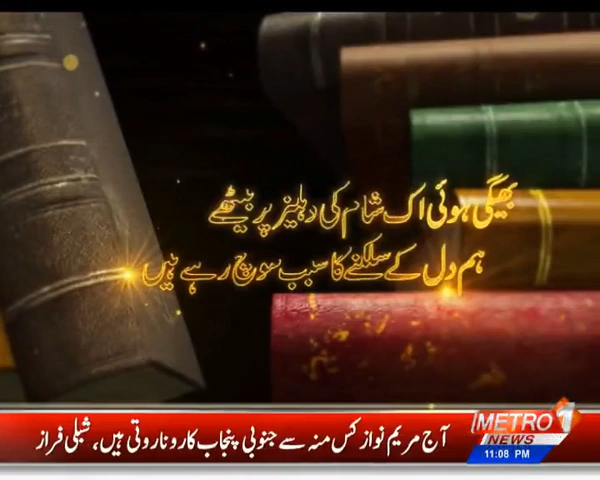 بھیگی ہوئی اک شام کی دہلیز پر بیٹھے
ہم دل کے سلگنے کا سبب سوچ رہے ہیں
آج مریم نواز کس منہ سے جنوبی پنجاب کا رونا روتی ہیں، شبلی فراز
METRO 1
NEWS
11:08 PM